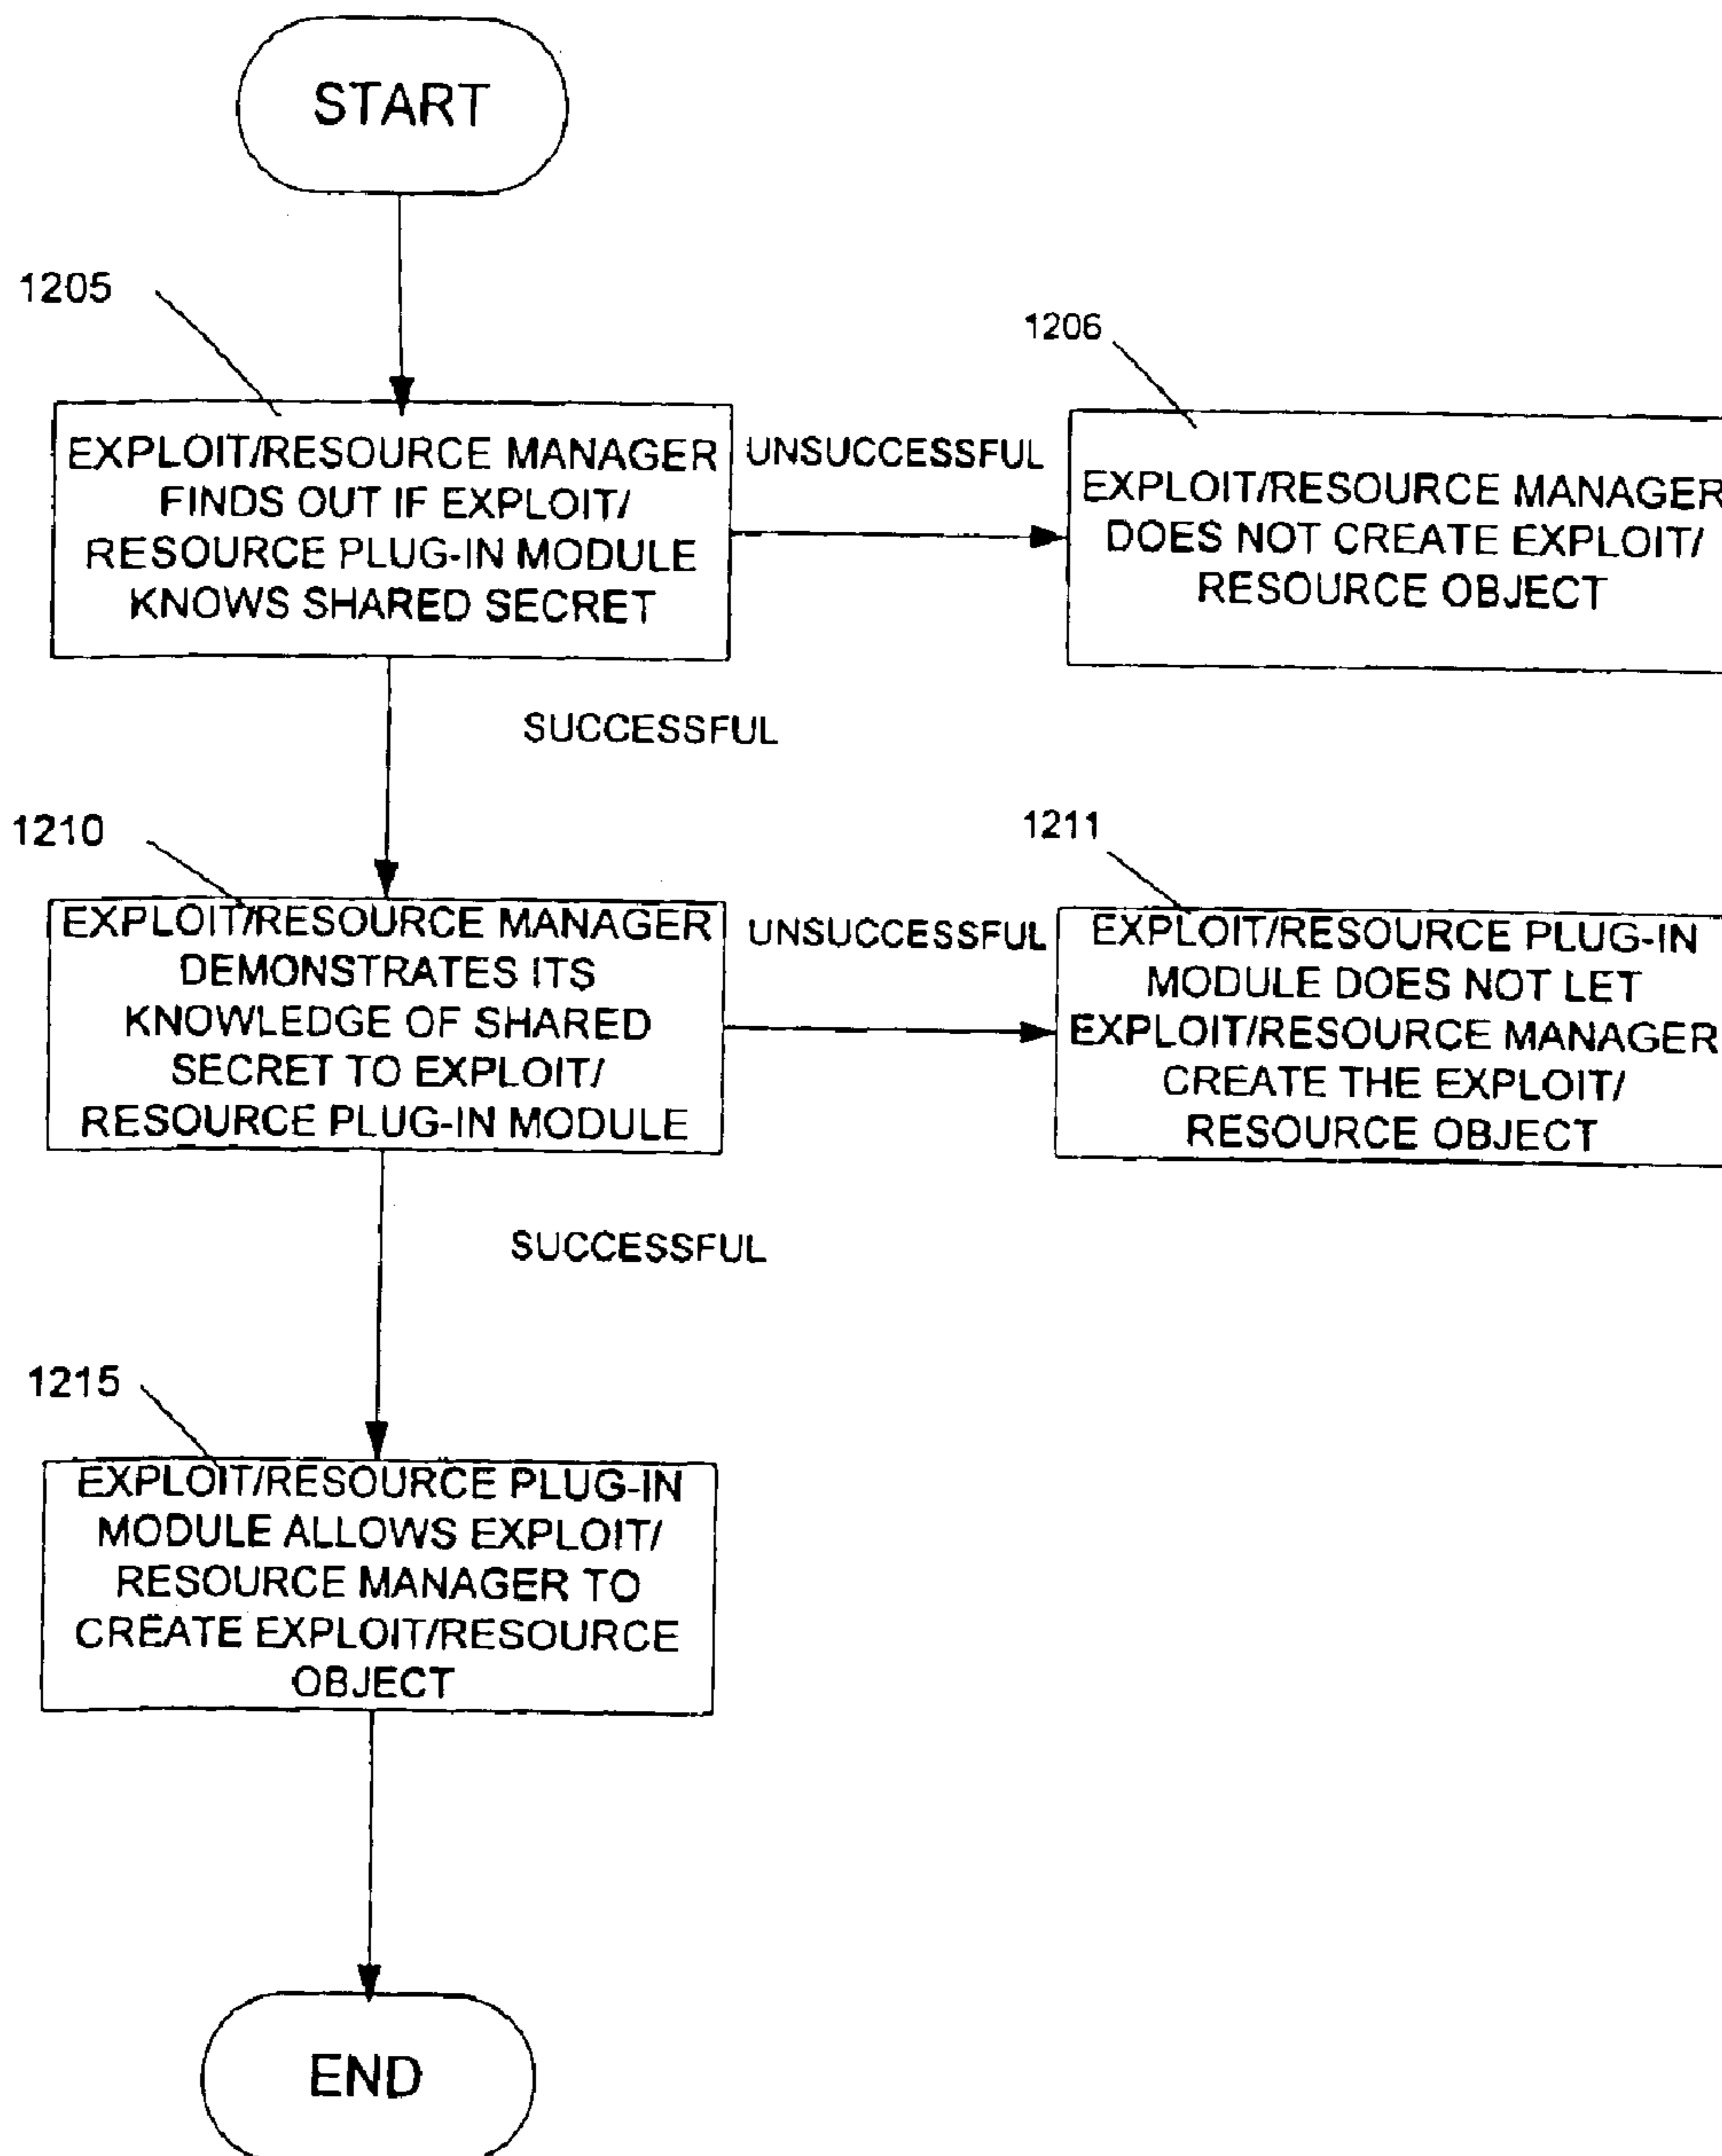 START
1205
1206
EXPLOIT/RESOURCE MANAGER
FINDS OUT IF EXPLOIT/
RESOURCE PLUG-IN MODULE
KNOWS SHARED SECRET
UNSUCCESSFUL
EXPLOIT/RESOURCE MANAGER
DOES NOT CREATE EXPLOIT/
RESOURCE OBJECT
SUCCESSFUL
1210
1211
EXPLOIT/RESOURCE MANAGER
DEMONSTRATES ITS
KNOWLEDGE OF SHARED
SECRET TO EXPLOIT/
RESOURCE PLUG-IN MODULE
UNSUCCESSFUL
EXPLOIT/RESOURCE PLUG-IN
MODULE DOES NOT LET
EXPLOIT/RESOURCE MANAGER
CREATE THE EXPLOIT/
RESOURCE OBJECT
SUCCESSFUL
1215
EXPLOIT/RESOURCE PLUG-IN
MODULE ALLOWS EXPLOIT/
RESOURCE MANAGER TO
CREATE EXPLOIT/RESOURCE
OBJECT
END